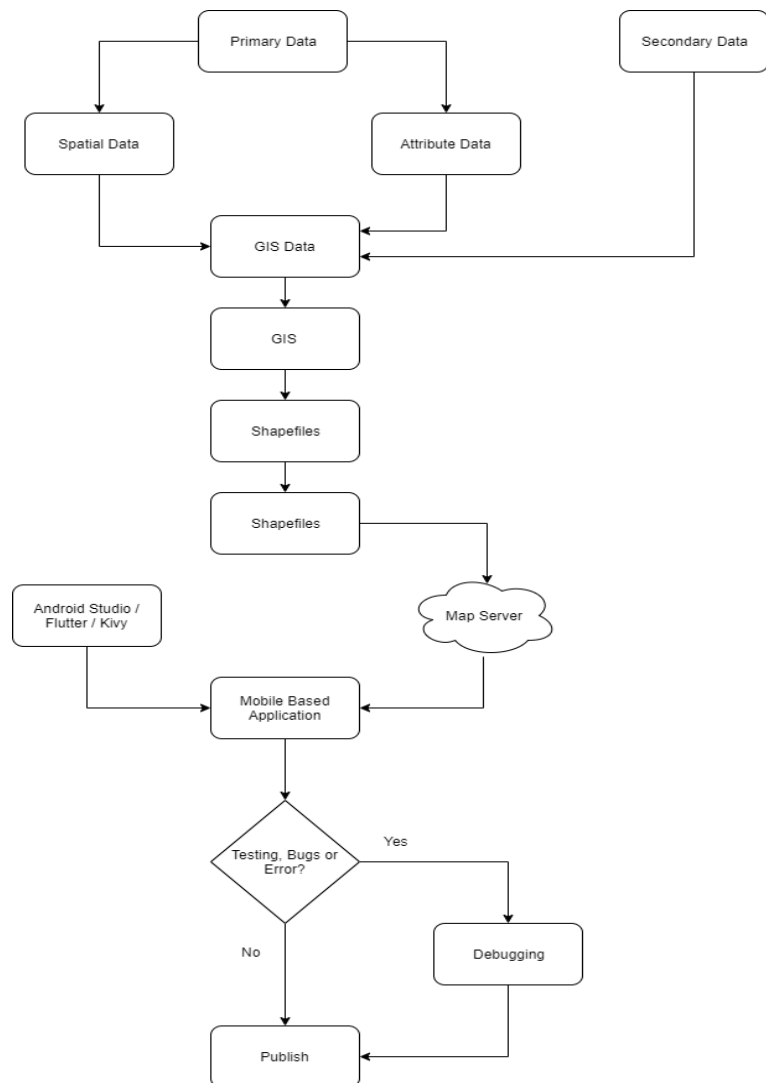 Primary Data
Secondary Data
Spatial Data
Attribute Data
GIS Data
GIS
Shapefiles
Shapefiles
Android Studio /
Flutter / Kivy
Map Server
Mobile Based
Application
Testing, Bugs or
Error?
Yes
No
Debugging
Publish